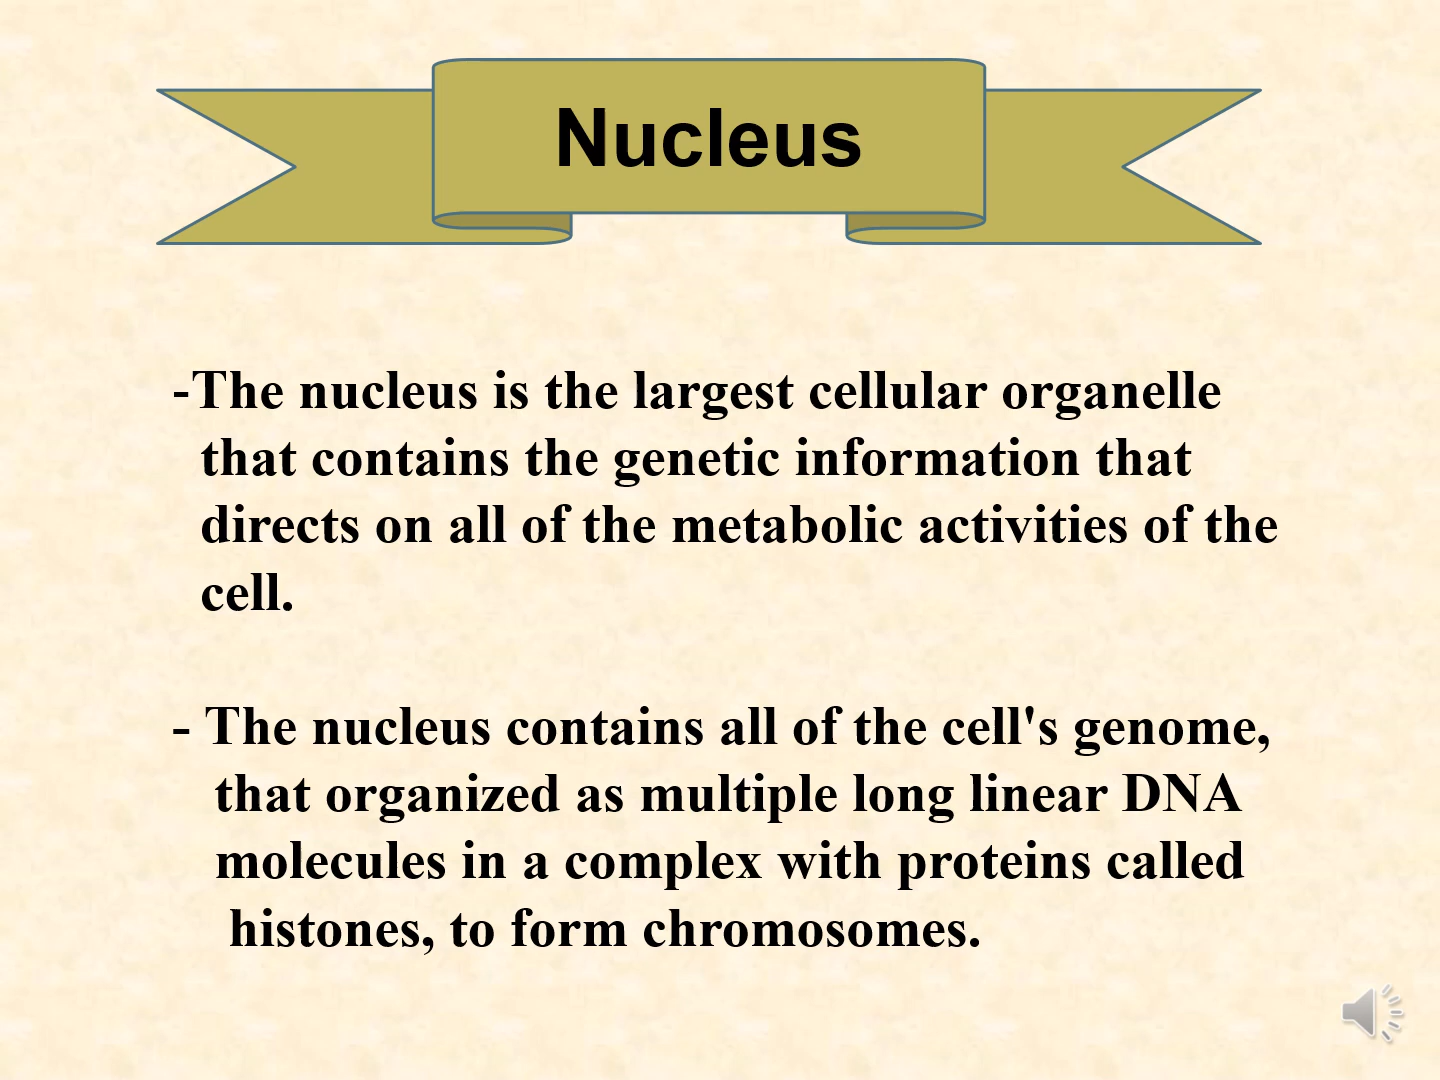 Nucleus
-The nucleus is the largest cellular organelle
that contains the genetic information that
directs on all of the metabolic activities of the
cell.
- The nucleus contains all of the cell's genome,
that organized as multiple long linear DNA
molecules in a complex with proteins called
histones, to form chromosomes.